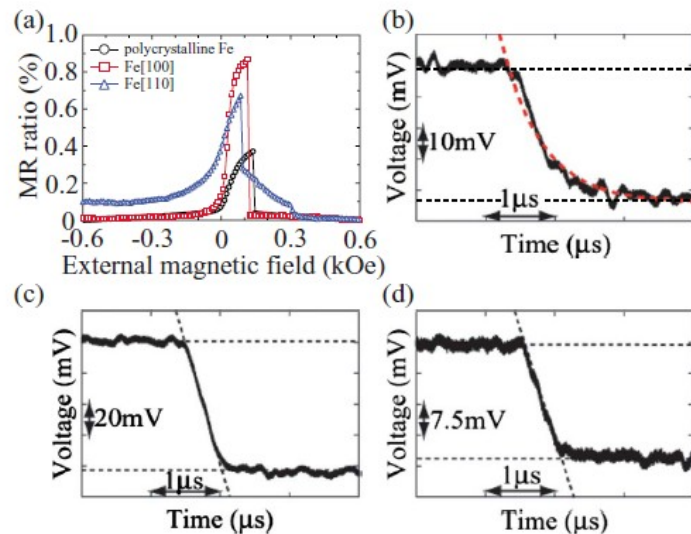 (a)
polycrystalline Fe
Fe[100]
Fe[110]
MR ratio (%)
1.0
0.8
0.6
0.4
0.2
0
-0.6 -0.3 0 0.3 0.6
External magnetic field (kOe)
(b)
Voltage (mV)
10mV
1μs
Time (μs)
(c)
Voltage (mV)
20mV
1μs
Time (μs)
(d)
Voltage (mV)
7.5mV
1μs
Time (μs)